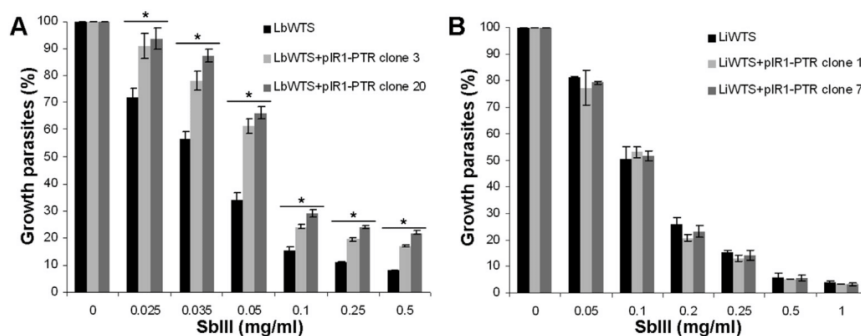 A
LbWTS
LbWTS+pIR1-PTR clone 3
LbWTS+pIR1-PTR clone 20
Growth parasites (%)
100
90
80
70
60
50
40
30
20
10
0
* * * * * *
0 0.025 0.035 0.05 0.1 0.25 0.5
SbIII (mg/ml)
B
LiWTS
LiWTS+pIR1-PTR clone 1
LiWTS+pIR1-PTR clone 7
Growth parasites (%)
100
90
80
70
60
50
40
30
20
10
0
0 0.05 0.1 0.2 0.25 0.5 1
SbIII (mg/ml)